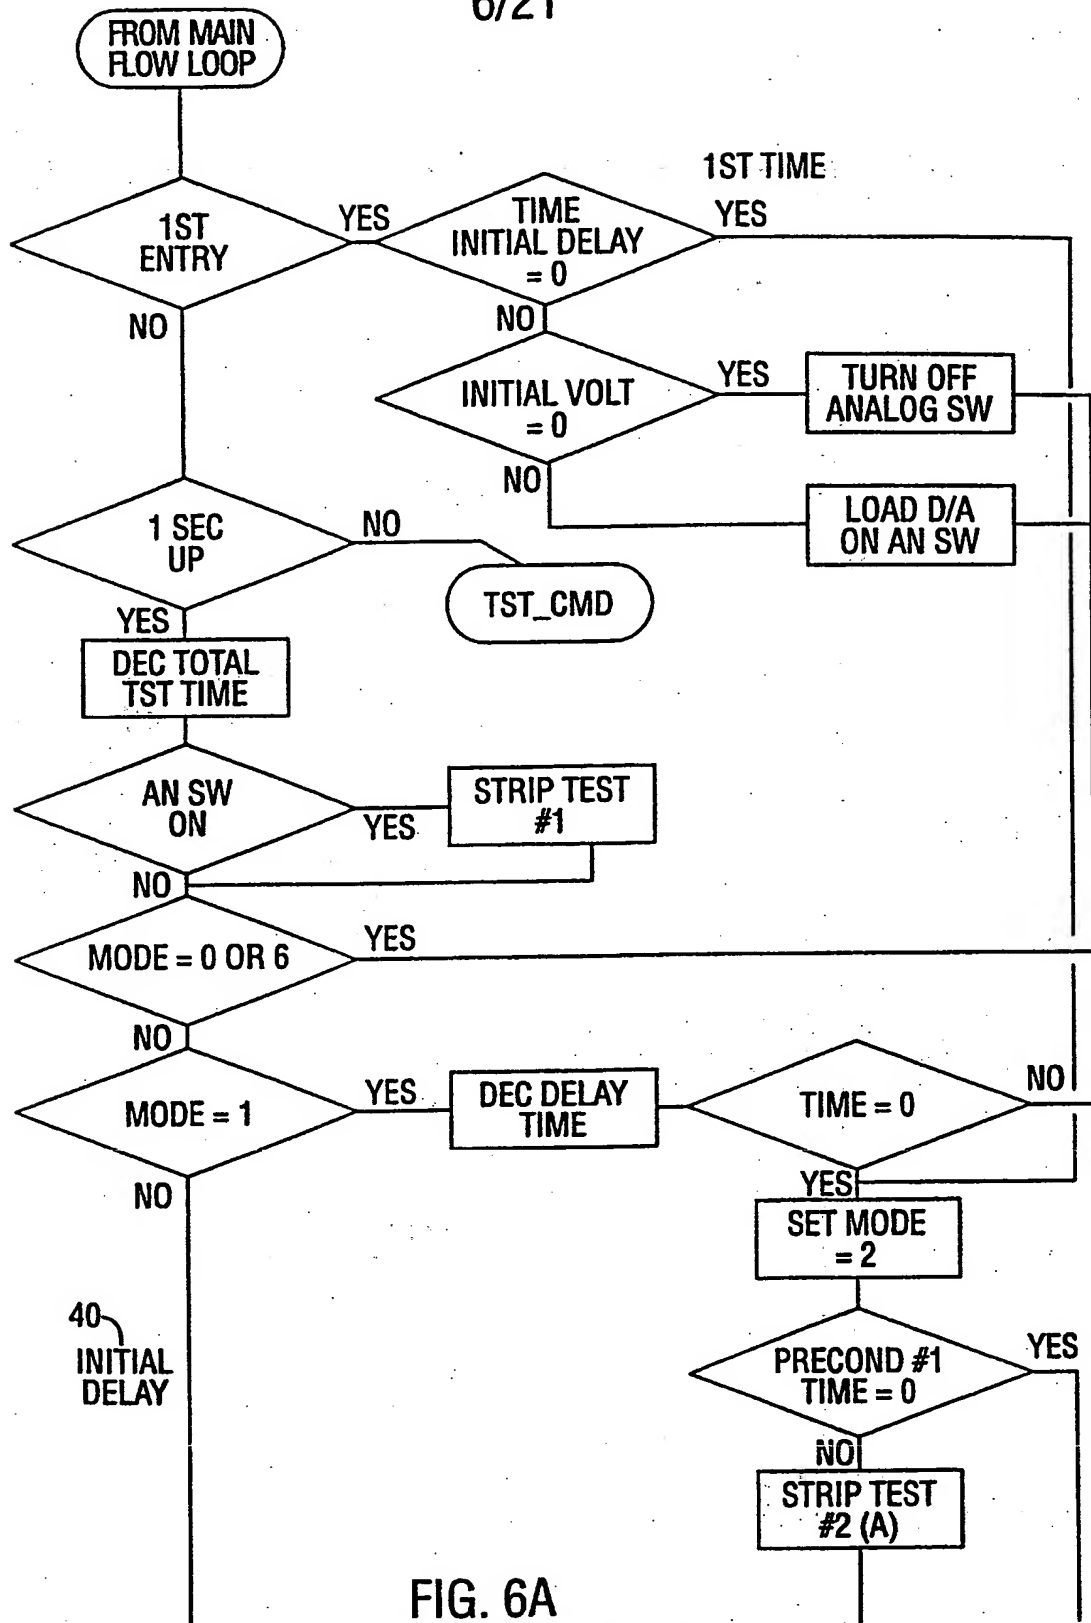 6/21
FROM MAIN
FLOW LOOP
1ST TIME
1ST
ENTRY
YES
TIME
INITIAL DELAY
= 0
YES
NO
NO
INITIAL VOLT
= 0
YES
TURN OFF
ANALOG SW
NO
LOAD D/A
ON AN SW
1 SEC
UP
NO
TST_CMD
YES
DEC TOTAL
TST TIME
AN SW
ON
YES
STRIP TEST
#1
NO
MODE = 0 OR 6
YES
NO
MODE = 1
YES
DEC DELAY
TIME
TIME = 0
NO
NO
YES
SET MODE
= 2
40
INITIAL
DELAY
PRECOND #1
TIME = 0
YES
NO
STRIP TEST
#2 (A)
FIG. 6A